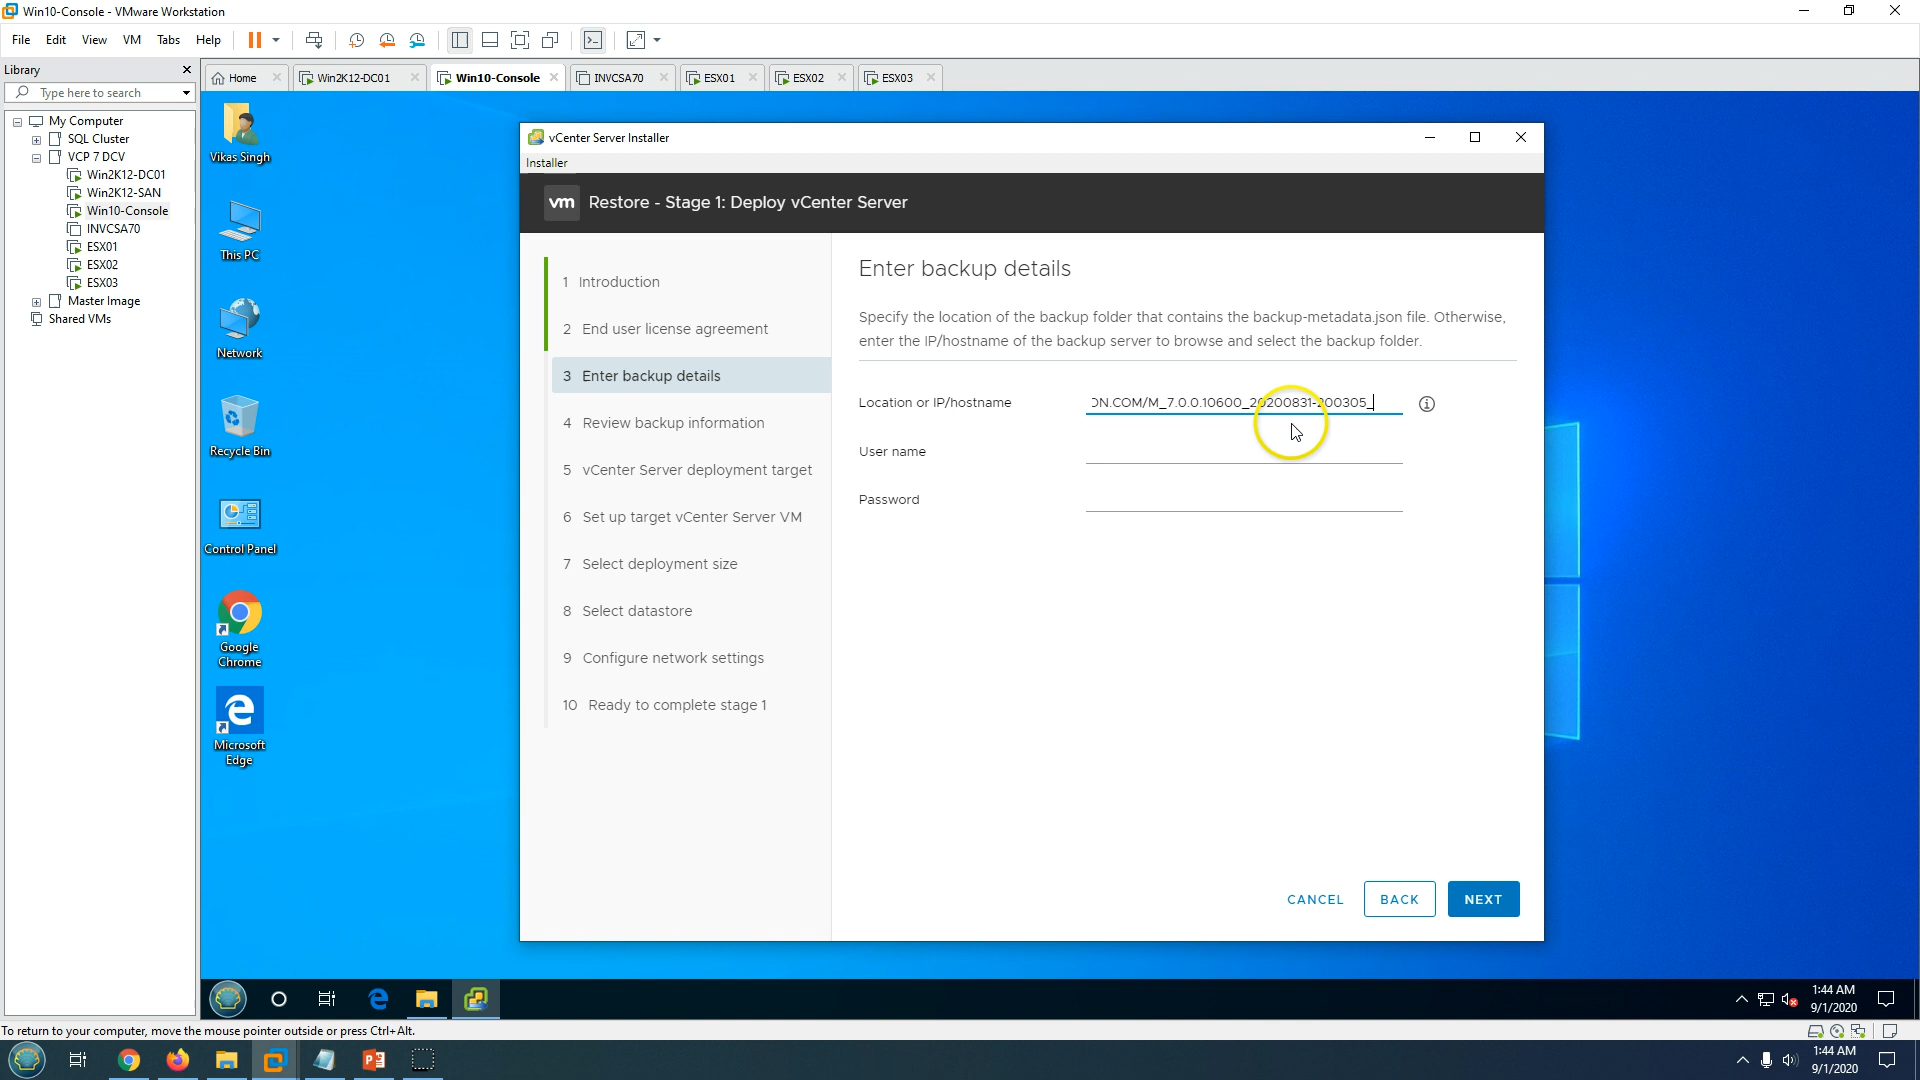 Win10-Console - VMware Workstation
File Edit View VM Tabs Help
Library
Type here to search
My Computer
SQL Cluster
VCP 7 DCV
Win2K12-DC01
Win2K12-SAN
Win10-Console
INVCSA70
ESX01
ESX02
ESX03
Master Image
Shared VMs
Home Win2K12-DC01 Win10-Console INVCSA70 ESX01 ESX02 ESX03
Vikas Singh
This PC
Network
Recycle Bin
Control Panel
Google
Chrome
Microsoft
Edge
vCenter Server Installer
Installer
vm Restore - Stage 1: Deploy vCenter Server
1 Introduction
2 End user license agreement
3 Enter backup details
4 Review backup information
5 vCenter Server deployment target
6 Set up target vCenter Server VM
7 Select deployment size
8 Select datastore
9 Configure network settings
10 Ready to complete stage 1
Enter backup details
Specify the location of the backup folder that contains the backup-metadata.json file. Otherwise,
enter the IP/hostname of the backup server to browse and select the backup folder.
Location or IP/hostname ON.COM/M_7.0.0.10600_20200831-200305_
User name
Password
CANCEL BACK NEXT
1:44 AM
9/1/2020
To return to your computer, move the mouse pointer outside or press Ctrl+Alt.
1:44 AM
9/1/2020